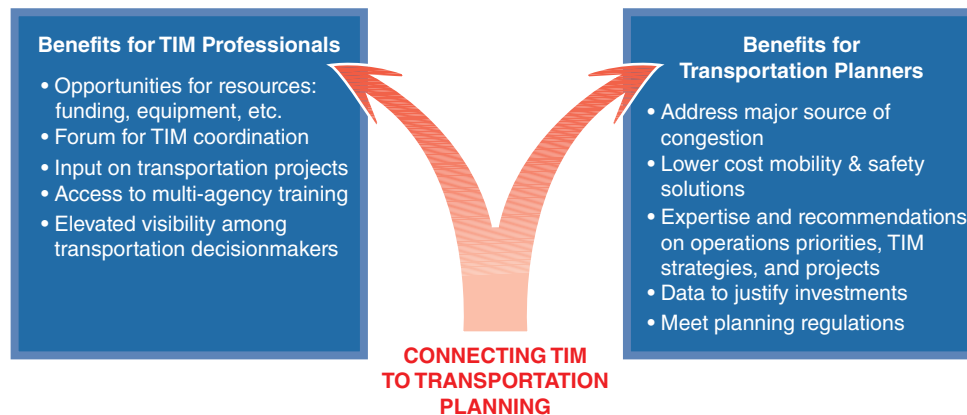 Benefits for TIM Professionals
• Opportunities for resources:
funding, equipment, etc.
• Forum for TIM coordination
• Input on transportation projects
• Access to multi-agency training
• Elevated visibility among
transportation decisionmakers
Benefits for
Transportation Planners
• Address major source of
congestion
• Lower cost mobility & safety
solutions
• Expertise and recommendations
on operations priorities, TIM
strategies, and projects
• Data to justify investments
• Meet planning regulations
CONNECTING TIM
TO TRANSPORTATION
PLANNING